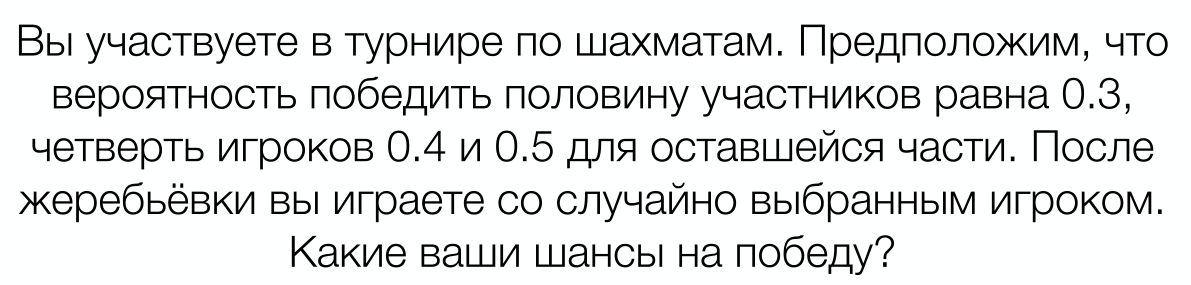 Вы участвуете в турнире по шахматам. Предположим, что
вероятность победить половину участников равна 0.3,
четверть игроков 0.4 и 0.5 для оставшейся части. После
жеребьёвки вы играете со случайно выбранным игроком.
Какие ваши шансы на победу?